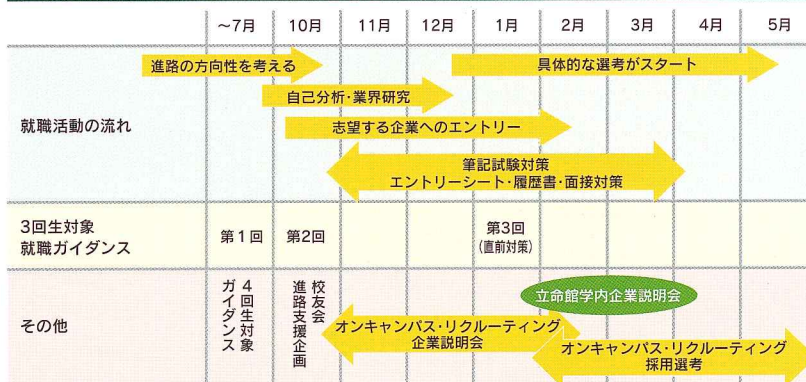 ～7月 10月 11月 12月 1月 2月 3月 4月 5月
就職活動の流れ
進路の方向性を考える
具体的な選考がスタート
自己分析・業界研究
志望する企業へのエントリー
筆記試験対策
エントリーシート・履歴書・面接対策
3回生対象
就職ガイダンス
第1回
第2回
第3回
(直前対策)
その他
4回生対象
ガイダンス
校友会
進路支援企画
オンキャンパス・リクルーティング
企業説明会
立命館学内企業説明会
オンキャンパス・リクルーティング
採用選考